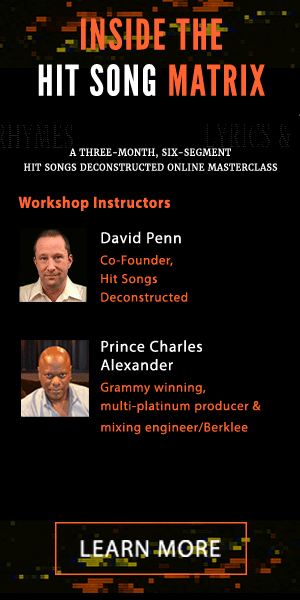 INSIDE THE
HIT SONG MATRIX
RHYMES LYRICS &
A THREE-MONTH, SIX-SEGMENT
HIT SONGS DECONSTRUCTED ONLINE MASTERCLASS
Workshop Instructors
David Penn
Co-Founder,
Hit Songs
Deconstructed
Prince Charles
Alexander
Grammy winning,
multi-platinum producer &
mixing engineer/Berklee
LEARN MORE